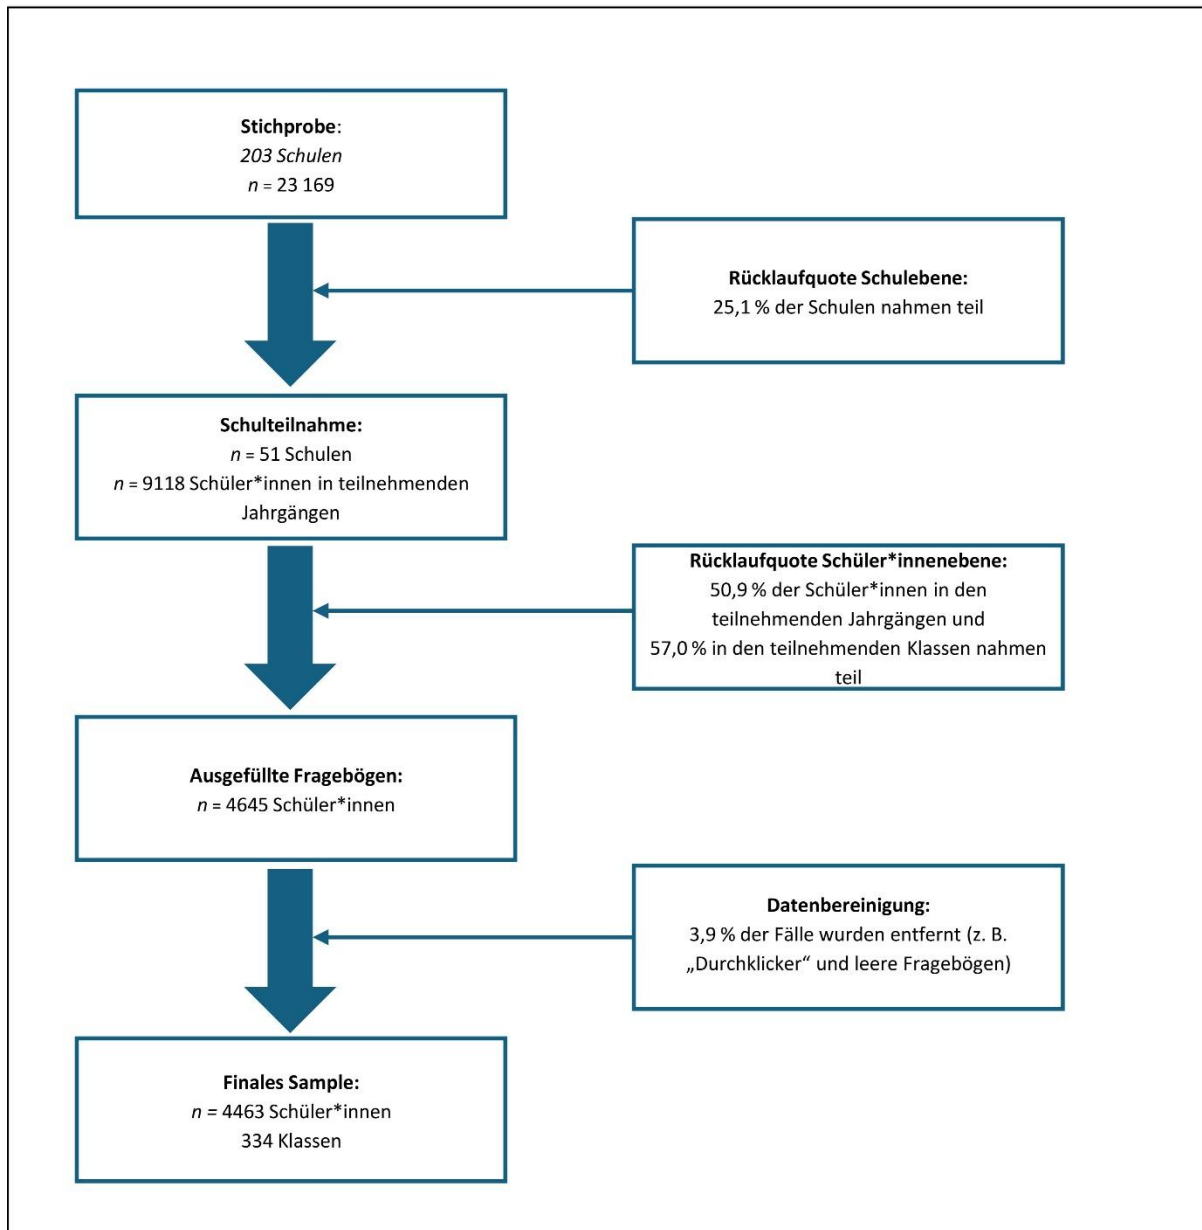 Stichprobe:
203 Schulen
n = 23 169
Rücklaufquote Schulebene:
25,1 % der Schulen nahmen teil
Schulteilnahme:
n = 51 Schulen
n = 9118 Schüler*innen in teilnehmenden
Jahrgängen
Rücklaufquote Schüler*innenebene:
50,9 % der Schüler*innen in den
teilnehmenden Jahrgängen und
57,0 % in den teilnehmenden Klassen nahmen
teil
Ausgefüllte Fragebögen:
n = 4645 Schüler*innen
Datenbereinigung:
3,9 % der Fälle wurden entfernt (z. B.
„Durchklicker“ und leere Fragebögen)
Finales Sample:
n = 4463 Schüler*innen
334 Klassen